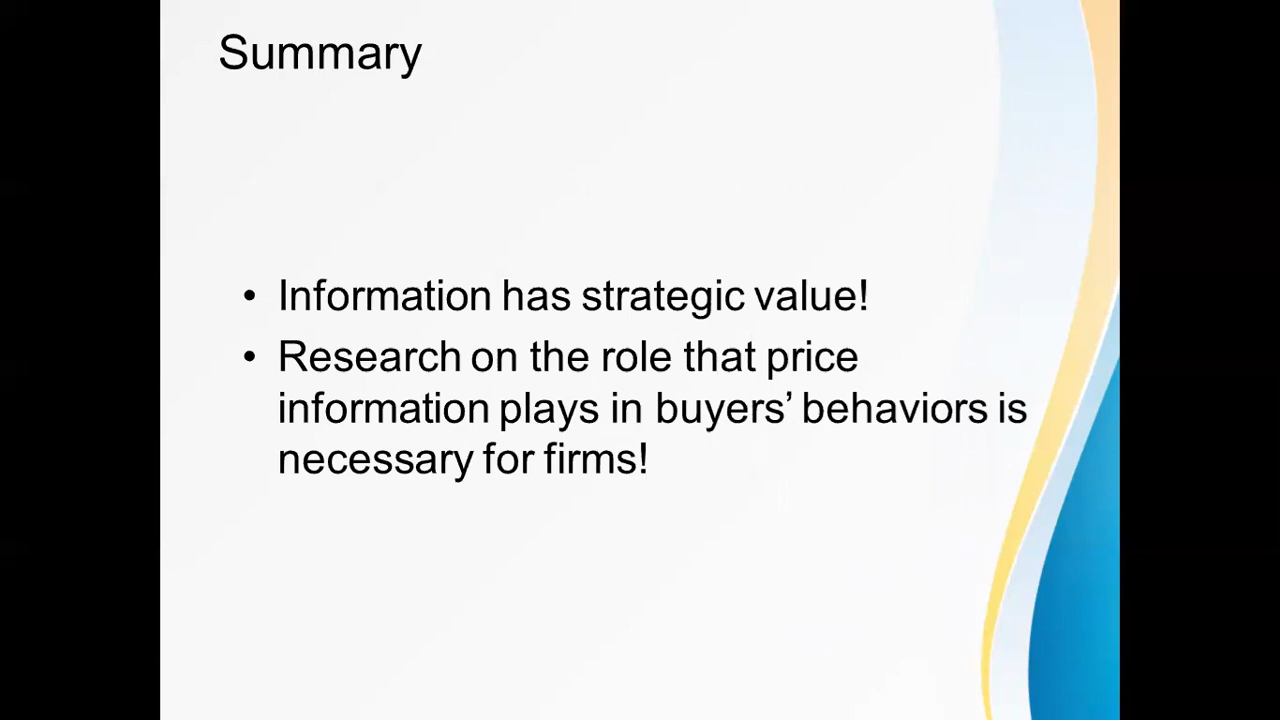 Summary
• Information has strategic value!
• Research on the role that price
information plays in buyers’ behaviors is
necessary for firms!